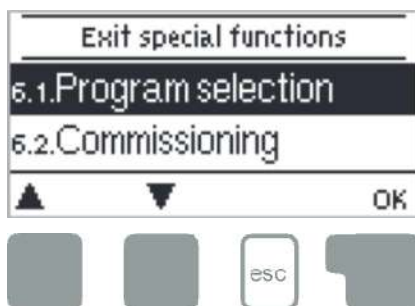 Exit special functions
6.1.Program selection
6.2.Commissioning
▲ ▼ OK
esc